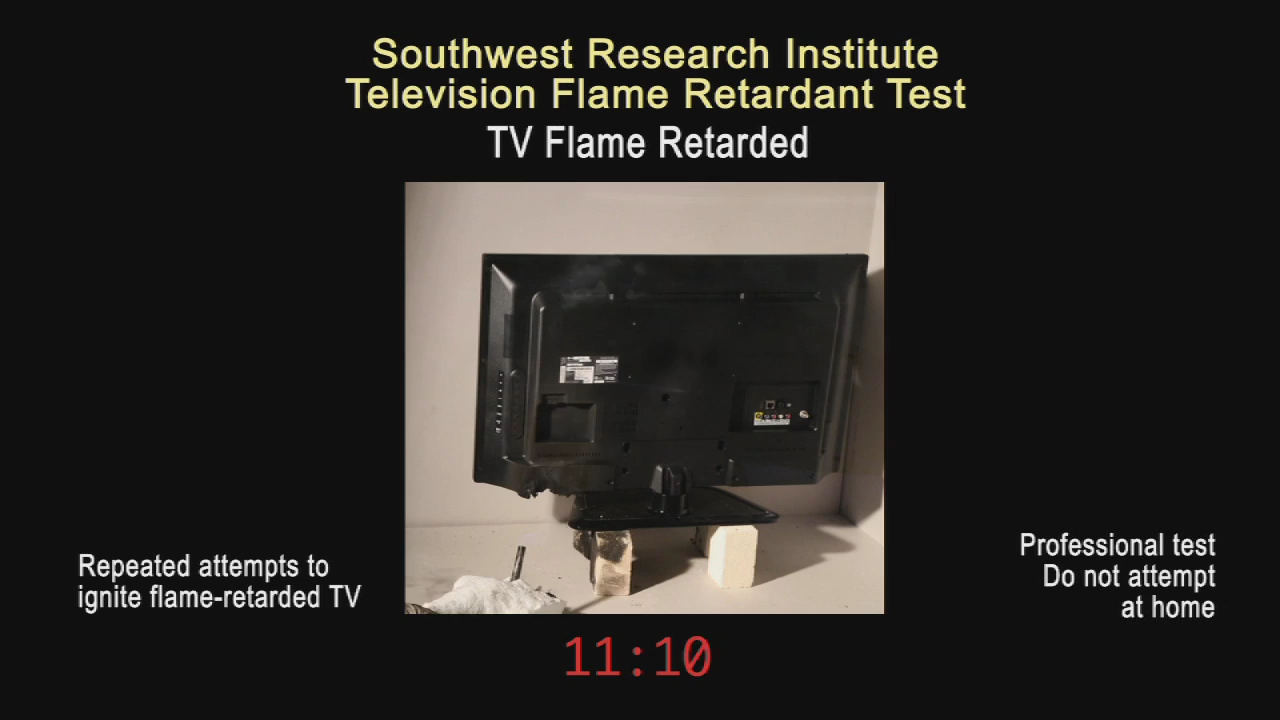 Southwest Research Institute
Television Flame Retardant Test
TV Flame Retarded
Repeated attempts to
ignite flame-retarded TV
Professional test
Do not attempt
at home
11:10